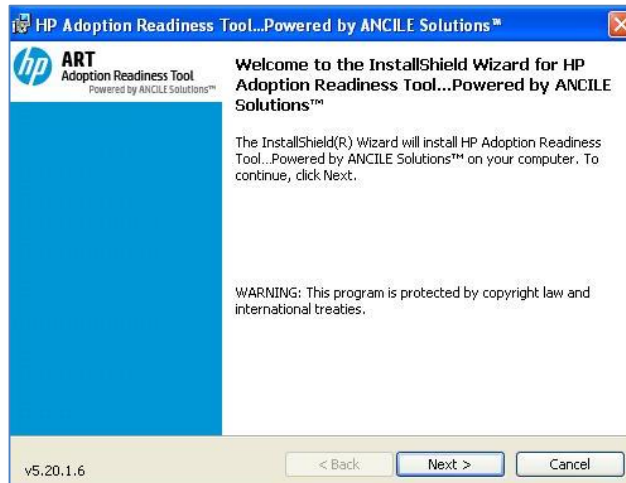 HP Adoption Readiness Tool...Powered by ANCILE Solutions™
hp
ART
Adoption Readiness Tool
Powered by ANCILE Solutions™
Welcome to the InstallShield Wizard for HP
Adoption Readiness Tool...Powered by ANCILE
Solutions™
The InstallShield(R) Wizard will install HP Adoption Readiness
Tool...Powered by ANCILE Solutions™ on your computer. To
continue, click Next.
WARNING: This program is protected by copyright law and
international treaties.
v5.20.1.6
< Back
Next >
Cancel